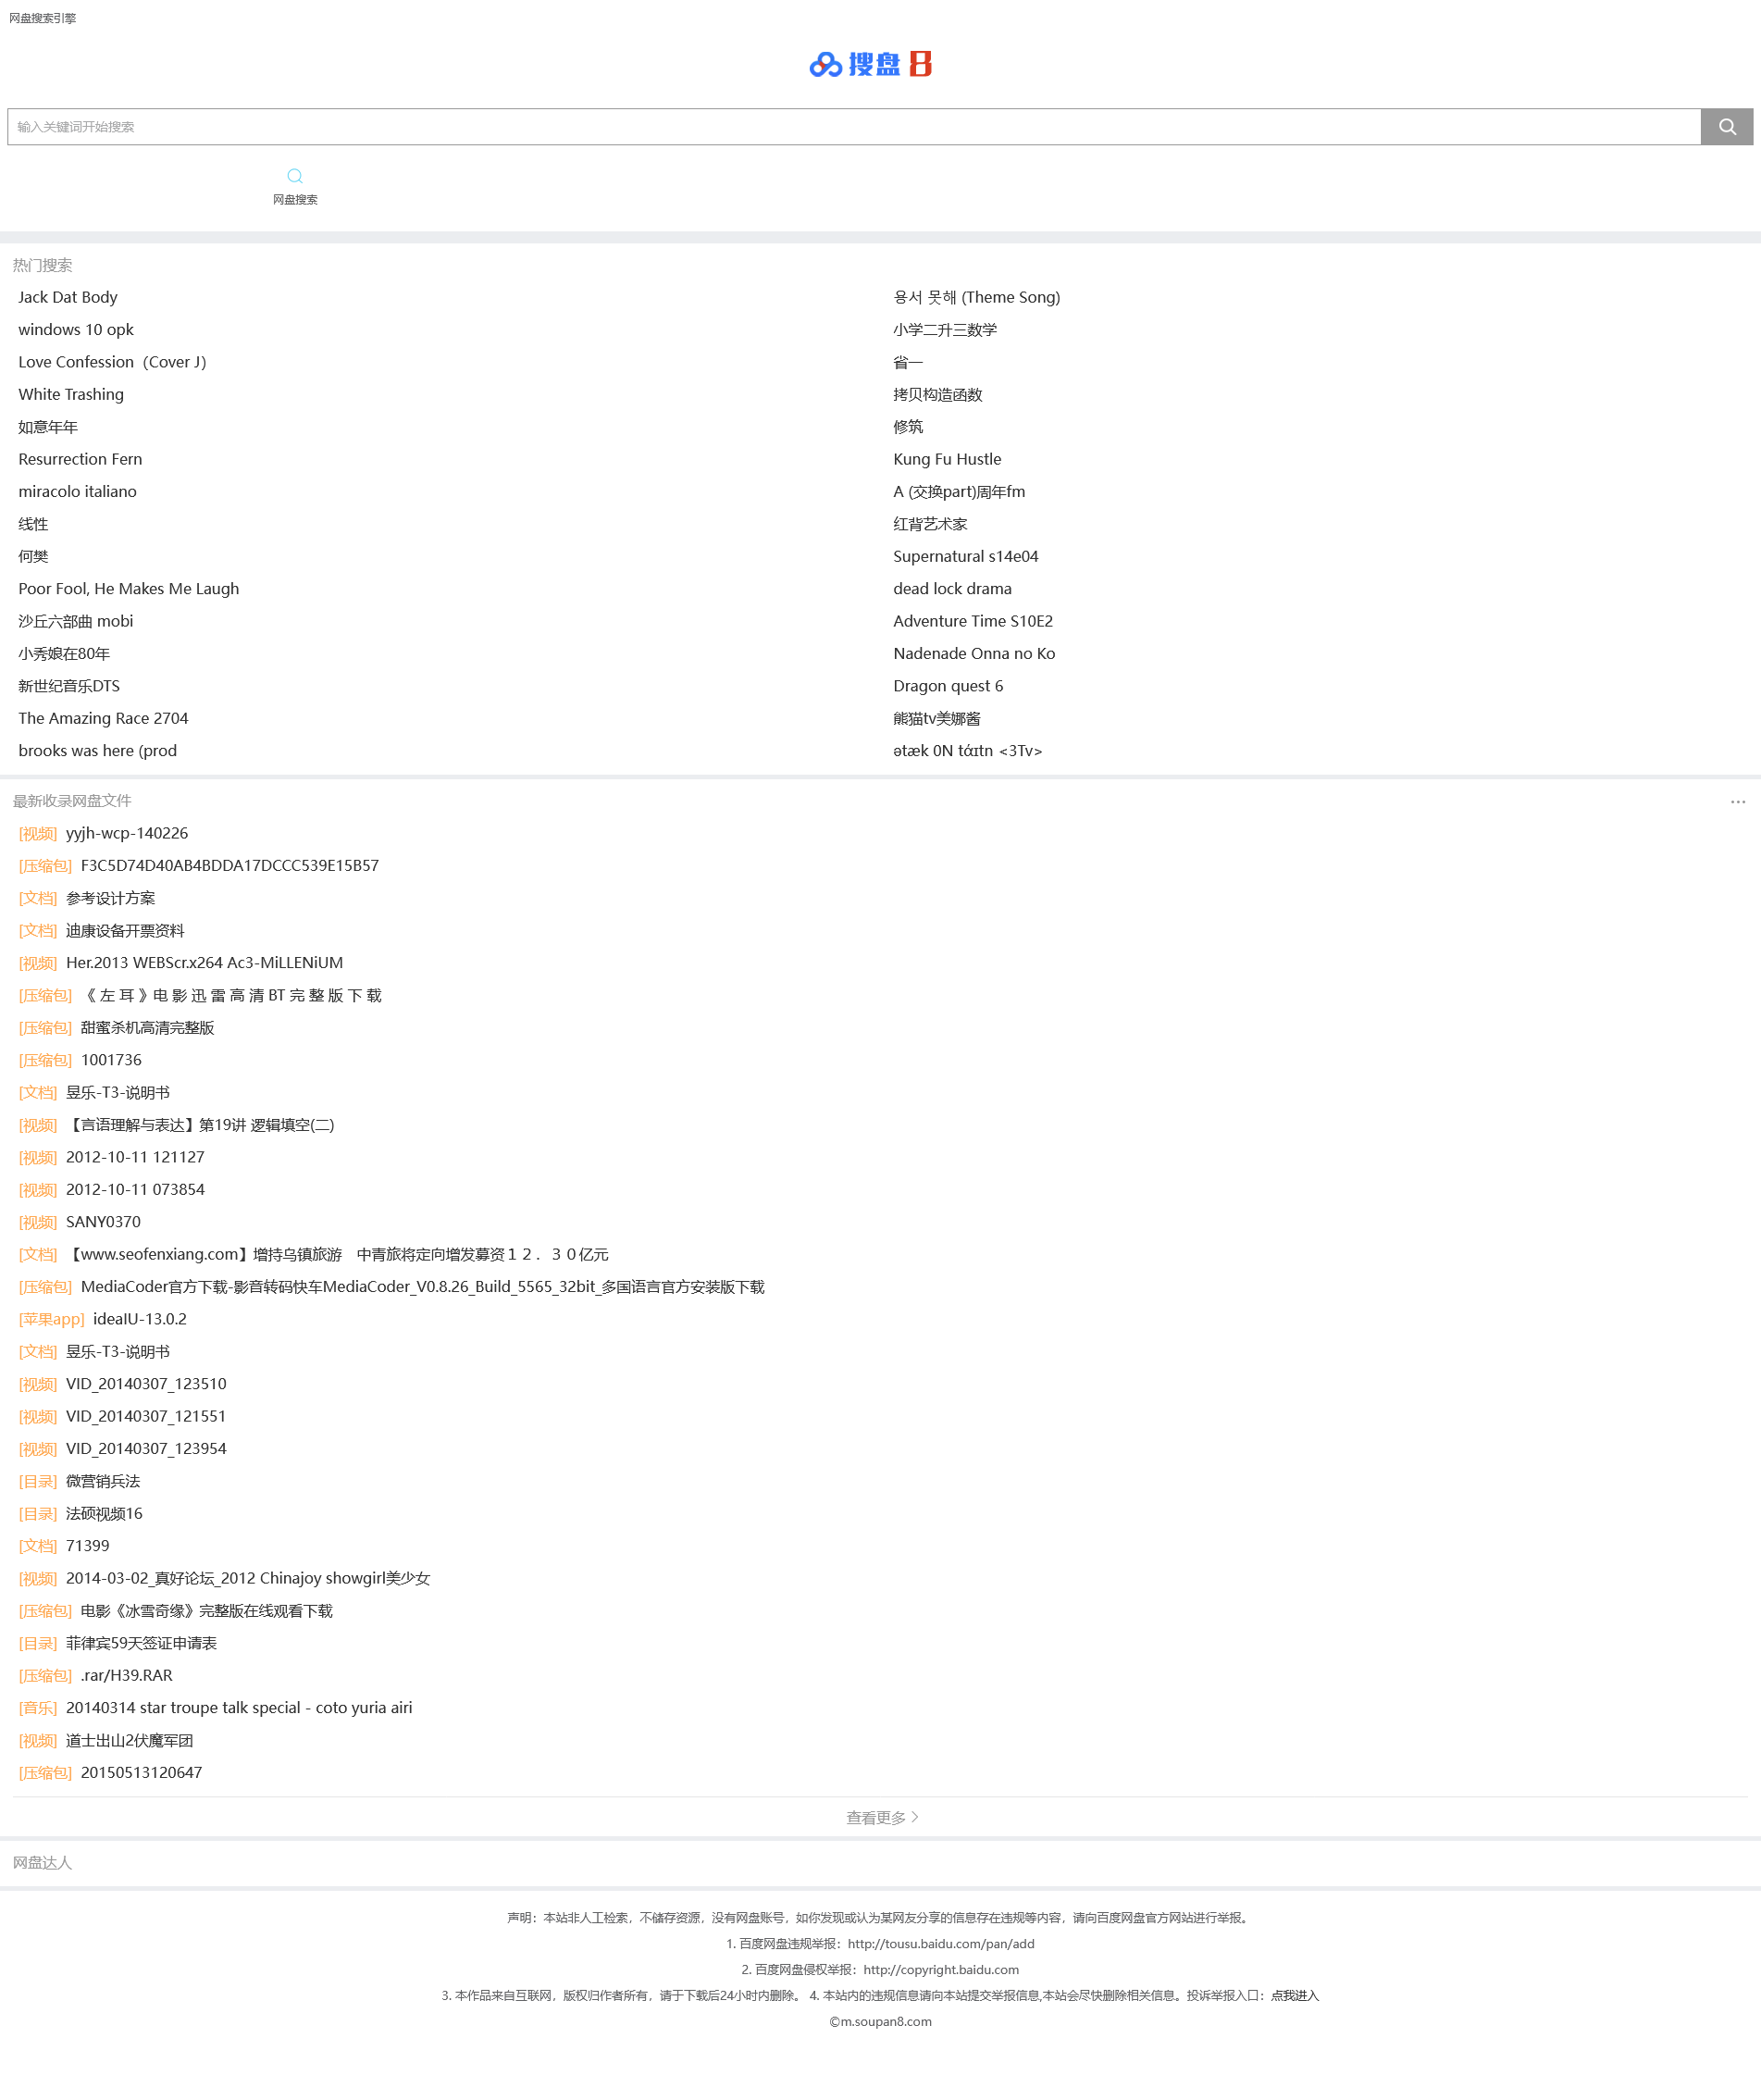 网盘搜索引擎
搜盘 8
输入关键词开始搜索
网盘搜索
热门搜索
Jack Dat Body
용서 못해 (Theme Song)
windows 10 opk
小学二升三数学
Love Confession（Cover J）
省一
White Trashing
拷贝构造函数
如意年年
修筑
Resurrection Fern
Kung Fu Hustle
miracolo italiano
A (交换part)周年fm
线性
红背艺术家
何樊
Supernatural s14e04
Poor Fool, He Makes Me Laugh
dead lock drama
沙丘六部曲 mobi
Adventure Time S10E2
小秀娘在80年
Nadenade Onna no Ko
新世纪音乐DTS
Dragon quest 6
The Amazing Race 2704
熊猫tv美娜酱
brooks was here (prod
ətæk 0N tάɪtn <3Tv>
最新收录网盘文件
[视频] yyjh-wcp-140226
[压缩包] F3C5D74D40AB4BDDA17DCCC539E15B57
[文档] 参考设计方案
[文档] 迪康设备开票资料
[视频] Her.2013 WEBScr.x264 Ac3-MiLLENiUM
[压缩包] 《 左 耳 》电 影 迅 雷 高 清 BT 完 整 版 下 载
[压缩包] 甜蜜杀机高清完整版
[压缩包] 1001736
[文档] 昱乐-T3-说明书
[视频] 【言语理解与表达】第19讲 逻辑填空(二)
[视频] 2012-10-11 121127
[视频] 2012-10-11 073854
[视频] SANY0370
[文档] 【www.seofenxiang.com】增持乌镇旅游　中青旅将定向增发募资１２．３０亿元
[压缩包] MediaCoder官方下载-影音转码快车MediaCoder_V0.8.26_Build_5565_32bit_多国语言官方安装版下载
[苹果app] ideaIU-13.0.2
[文档] 昱乐-T3-说明书
[视频] VID_20140307_123510
[视频] VID_20140307_121551
[视频] VID_20140307_123954
[目录] 微营销兵法
[目录] 法硕视频16
[文档] 71399
[视频] 2014-03-02_真好论坛_2012 Chinajoy showgirl美少女
[压缩包] 电影《冰雪奇缘》完整版在线观看下载
[目录] 菲律宾59天签证申请表
[压缩包] .rar/H39.RAR
[音乐] 20140314 star troupe talk special - coto yuria airi
[视频] 道士出山2伏魔军团
[压缩包] 20150513120647
查看更多
网盘达人
声明：本站非人工检索，不储存资源，没有网盘账号，如你发现或认为某网友分享的信息存在违规等内容，请向百度网盘官方网站进行举报。
1. 百度网盘违规举报：http://tousu.baidu.com/pan/add
2. 百度网盘侵权举报：http://copyright.baidu.com
3. 本作品来自互联网，版权归作者所有，请于下载后24小时内删除。 4. 本站内的违规信息请向本站提交举报信息,本站会尽快删除相关信息。投诉举报入口：点我进入
©m.soupan8.com